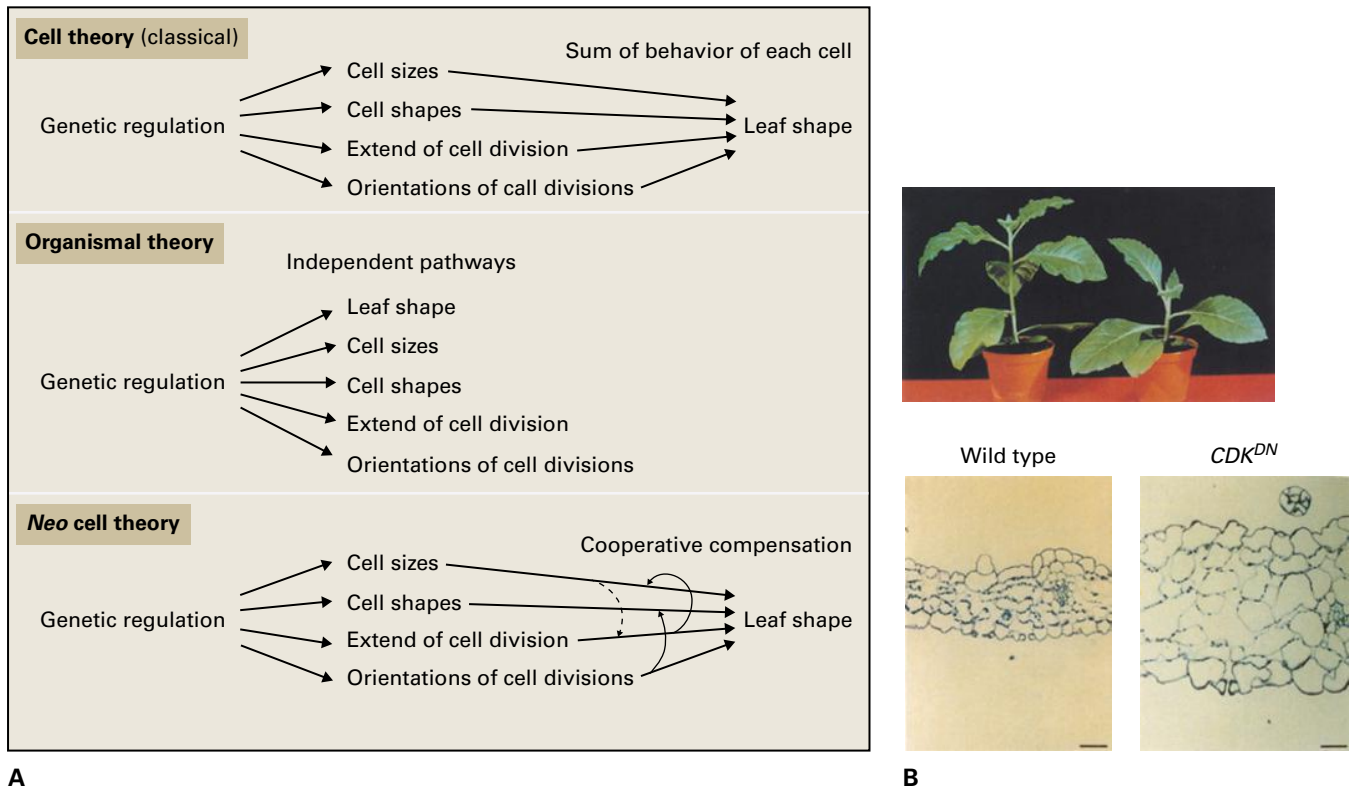 Cell theory (classical)
Sum of behavior of each cell
Cell sizes
Cell shapes
Genetic regulation
Leaf shape
Extend of cell division
Orientations of call divisions
Organismal theory
Independent pathways
Leaf shape
Cell sizes
Genetic regulation
Cell shapes
Extend of cell division
Orientations of cell divisions
Neo cell theory
Cooperative compensation
Cell sizes
Cell shapes
Genetic regulation
Leaf shape
Extend of cell division
Orientations of cell divisions
A
Wild type
CDK^DN
B